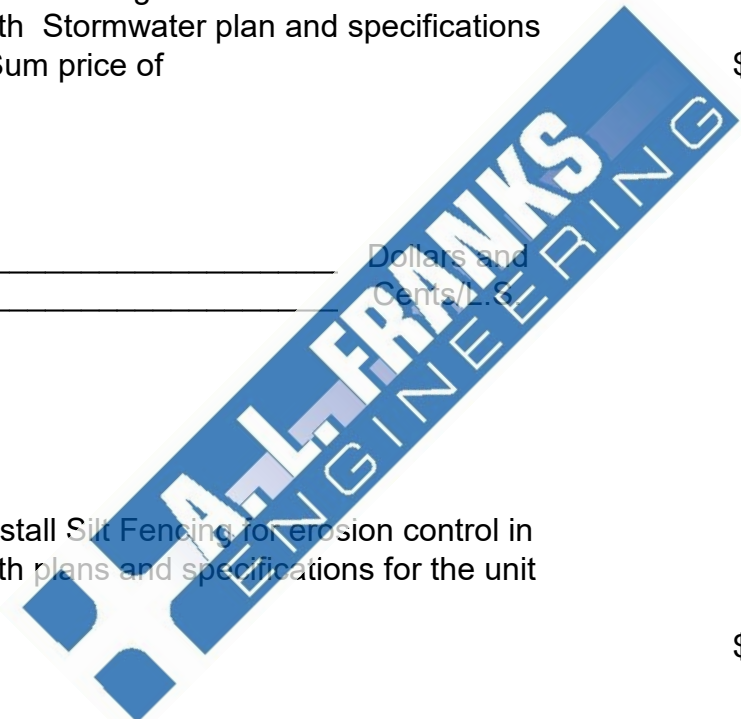 th Stormwater plan and specifications
Sum price of
$
Dollars and
Cents/L.S.
A. L. FRANKS
ENGINEERING
stall Silt Fencing for erosion control in
th plans and specifications for the unit
$